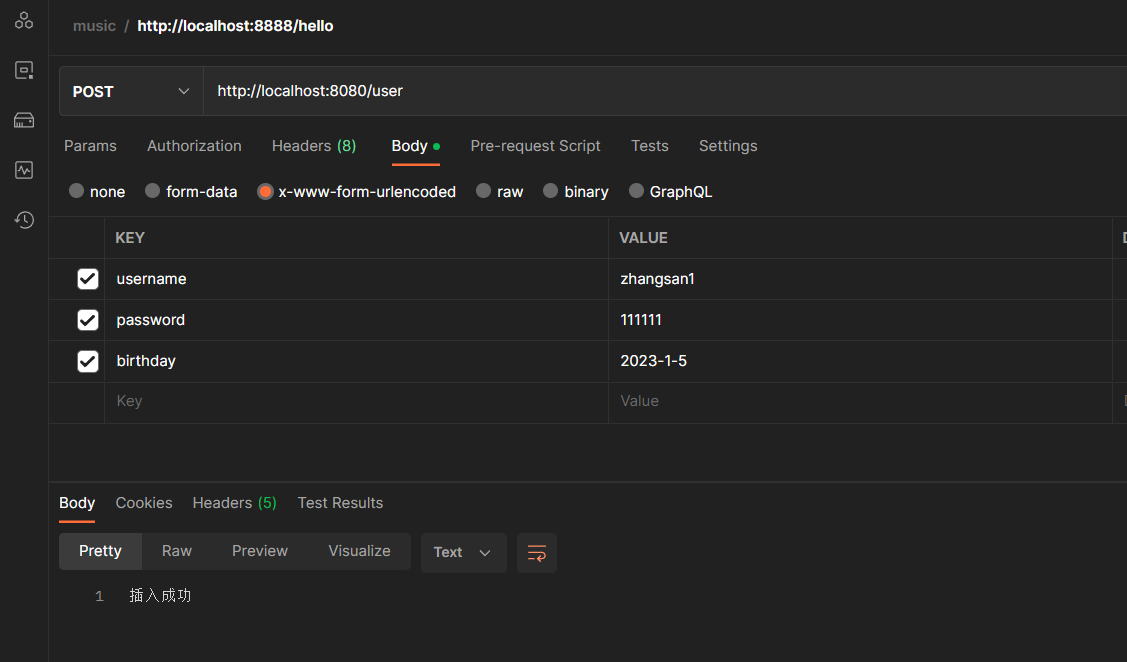 music / http://localhost:8888/hello
POST http://localhost:8080/user
Params Authorization Headers (8) Body Pre-request Script Tests Settings
none form-data x-www-form-urlencoded raw binary GraphQL
KEY VALUE
username zhangsan1
password 111111
birthday 2023-1-5
Key Value
Body Cookies Headers (5) Test Results
Pretty Raw Preview Visualize Text
1 插入成功